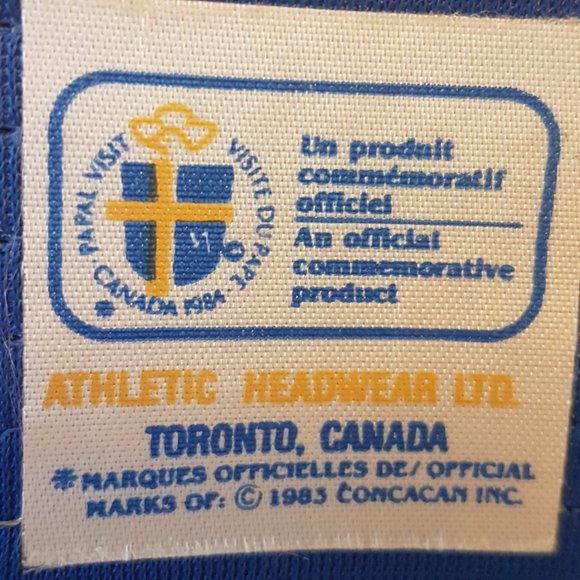 PAPAL VISIT
VISITE DU PAPE
* CANADA 1984
Un produit
commémoratif
officiel
An official
commemorative
product
ATHLETIC HEADWEAR LTD.
TORONTO, CANADA
*MARQUES OFFICIELLES DE/OFFICIAL
MARKS OF: © 1983 CONCACAN INC.